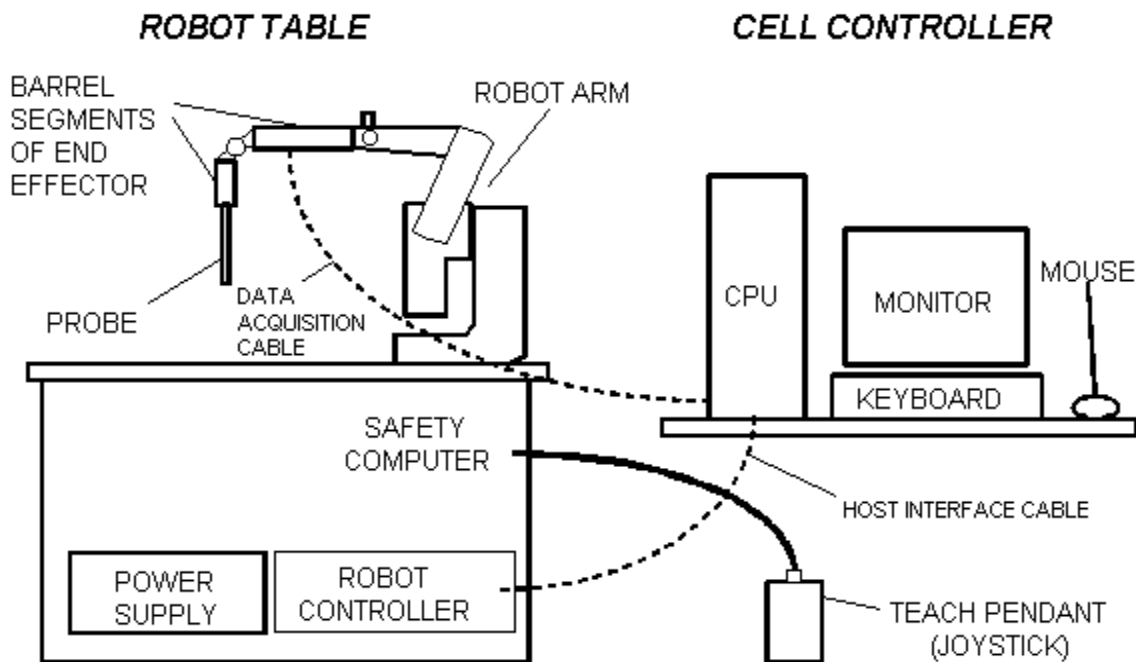 ROBOT TABLE
CELL CONTROLLER
BARREL
SEGMENTS
OF END
EFFECTOR
ROBOT ARM
PROBE
DATA
ACQUISITION
CABLE
CPU
MONITOR
MOUSE
KEYBOARD
SAFETY
COMPUTER
HOST INTERFACE CABLE
POWER
SUPPLY
ROBOT
CONTROLLER
TEACH PENDANT
(JOYSTICK)